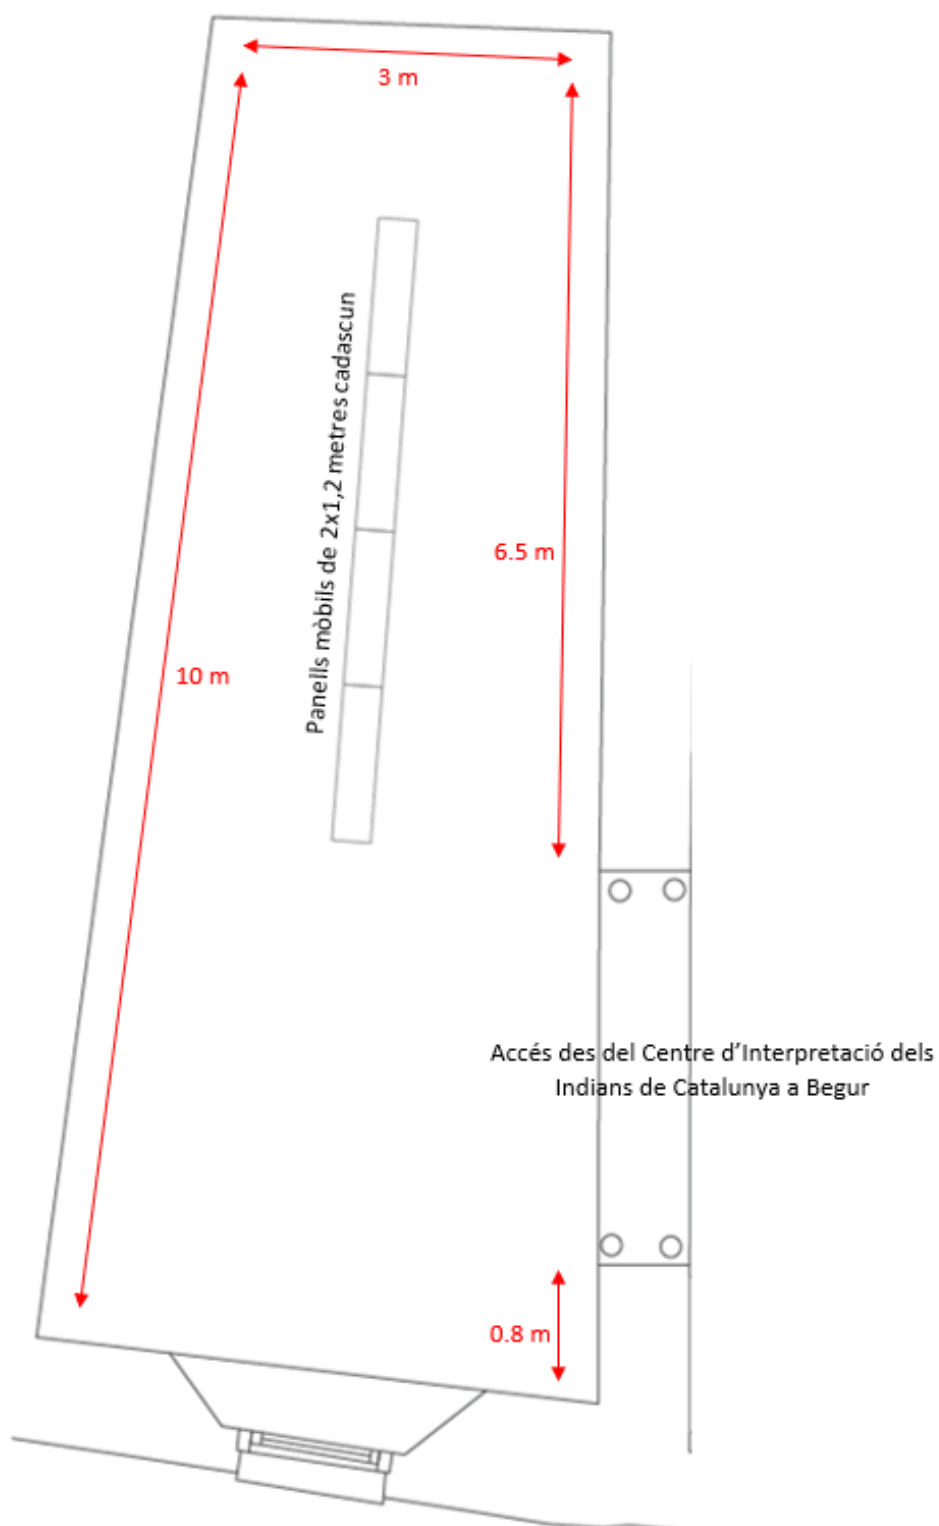 3 m
Panells mòbils de 2x1,2 metres cadascun
6.5 m
10 m
Accés des del Centre d’Interpretació dels
Indians de Catalunya a Begur
0.8 m